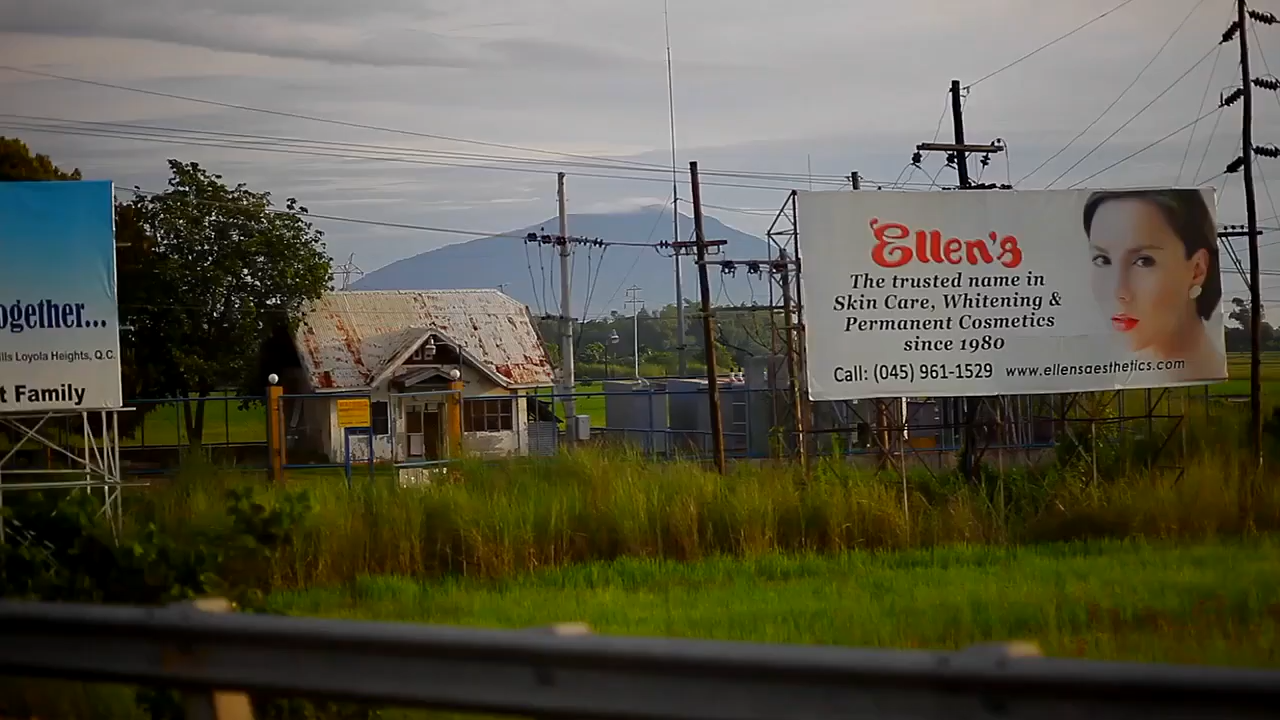 ogether...
ills Loyola Heights, Q.C.
t Family
Ellen's
The trusted name in
Skin Care, Whitening &
Permanent Cosmetics
since 1980
Call: (045) 961-1529 www.ellensaesthetics.com